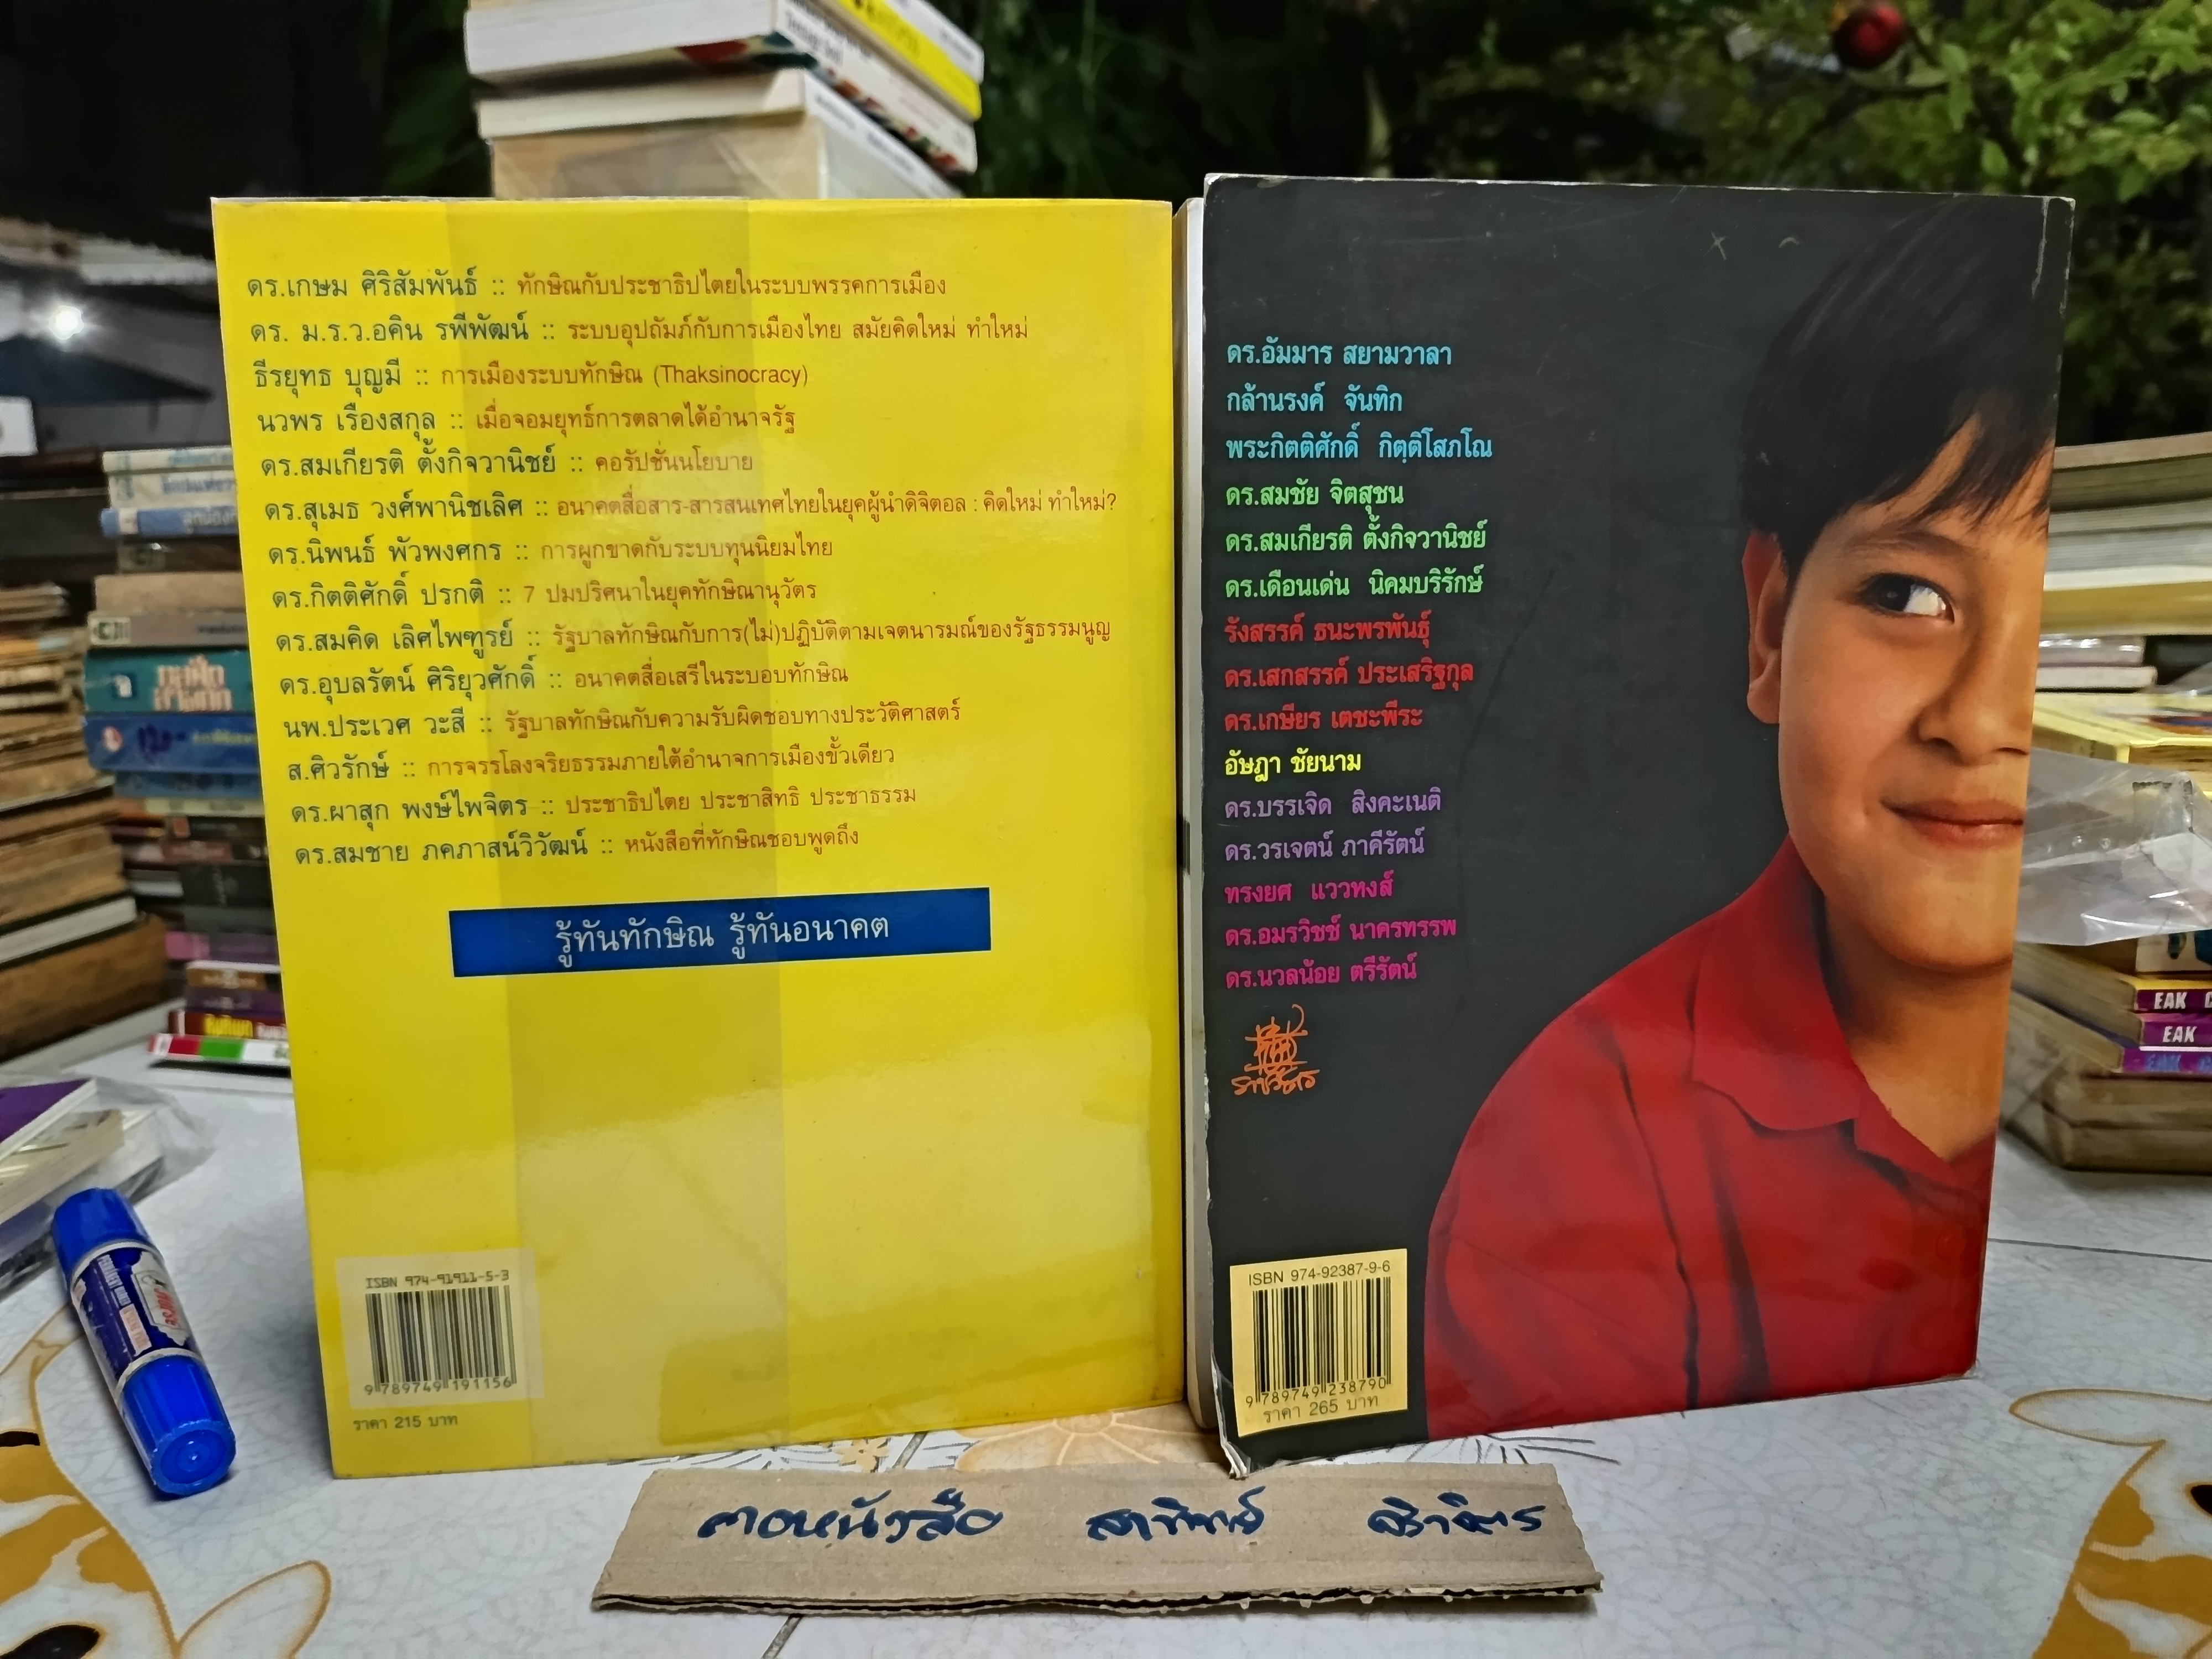 ดร.เกษม ศิริสัมพันธ์ :: ทักษิณกับประชาธิปไตยในระบบพรรคการเมือง
ดร. ม.ร.ว.อคิน รพีพัฒน์ :: ระบบอุปถัมภ์กับการเมืองไทย สมัยคิดใหม่ ทำใหม่
ธีรยุทธ บุญมี :: การเมืองระบบทักษิณ (Thaksinocracy)
นวพร เรืองสกุล :: เมื่อจอมยุทธ์การตลาดได้อำนาจรัฐ
ดร.สมเกียรติ ตั้งกิจวานิชย์ :: คอรัปชั่นนโยบาย
ดร.สุเมธ วงศ์พานิชเลิศ :: อนาคตสื่อสาร-สารสนเทศไทยในยุคผู้นำดิจิตอล : คิดใหม่ ทำใหม่?
ดร.นิพนธ์ พัวพงศกร :: การผูกขาดกับระบบทุนนิยมไทย
ดร.กิตติศักดิ์ ปรกติ :: 7 ปมปริศนาในยุคทักษิณานุวัตร
ดร.สมคิด เลิศไพฑูรย์ :: รัฐบาลทักษิณกับการ(ไม่)ปฏิบัติตามเจตนารมณ์ของรัฐธรรมนูญ
ดร.อุบลรัตน์ ศิริยุวศักดิ์ :: อนาคตสื่อเสรีในระบอบทักษิณ
นพ.ประเวศ วะสี :: รัฐบาลทักษิณกับความรับผิดชอบทางประวัติศาสตร์
ส.ศิวรักษ์ :: การจรรโลงจริยธรรมภายใต้อำนาจการเมืองขั้วเดียว
ดร.ผาสุก พงษ์ไพจิตร :: ประชาธิปไตย ประชาสิทธิ ประชาธรรม
ดร.สมชาย ภคภาสน์วิวัฒน์ :: หนังสือที่ทักษิณชอบพูดถึง
รู้ทันทักษิณ รู้ทันอนาคต
ISBN 974-91911-5-3
9 789749 191156
ราคา 215 บาท
ดร.อัมมาร สยามวาลา
กล้านรงค์ จันทิก
พระกิตติศักดิ์ กิตฺติโสภโณ
ดร.สมชัย จิตสุชน
ดร.สมเกียรติ ตั้งกิจวานิชย์
ดร.เดือนเด่น นิคมบริรักษ์
รังสรรค์ ธนะพรพันธุ์
ดร.เสกสรรค์ ประเสริฐกุล
ดร.เกษียร เตชะพีระ
อัษฎา ชัยนาม
ดร.บรรเจิด สิงคะเนติ
ดร.วรเจตน์ ภาคีรัตน์
ทรงยศ แววหงส์
ดร.อมรวิชช์ นาครทรรพ
ดร.นวลน้อย ตรีรัตน์
ISBN 974-92387-9-6
9 789749 238790
ราคา 265 บาท
EAK
EAK
หนังสือ